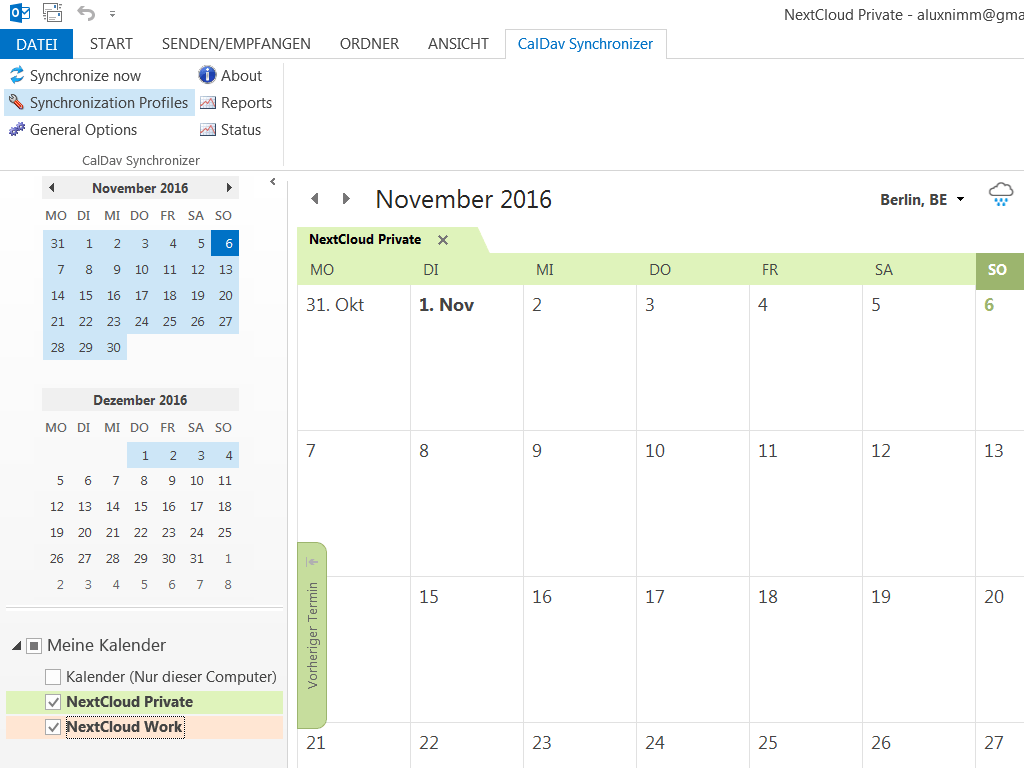 NextCloud Private - aluxnimm@gma
DATEI START SENDEN/EMPFANGEN ORDNER ANSICHT CalDav Synchronizer
Synchronize now About
Synchronization Profiles Reports
General Options Status
CalDav Synchronizer
November 2016
MO DI MI DO FR SA SO
31 1 2 3 4 5 6
7 8 9 10 11 12 13
14 15 16 17 18 19 20
21 22 23 24 25 26 27
28 29 30
Dezember 2016
MO DI MI DO FR SA SO
1 2 3 4
5 6 7 8 9 10 11
12 13 14 15 16 17 18
19 20 21 22 23 24 25
26 27 28 29 30 31 1
2 3 4 5 6 7 8
Meine Kalender
Kalender (Nur dieser Computer)
NextCloud Private
NextCloud Work
November 2016
Berlin, BE
NextCloud Private
MO DI MI DO FR SA SO
31. Okt 1. Nov 2 3 4 5 6
7 8 9 10 11 12 13
15 16 17 18 19 20
Vorheriger Termin
21 22 23 24 25 26 27